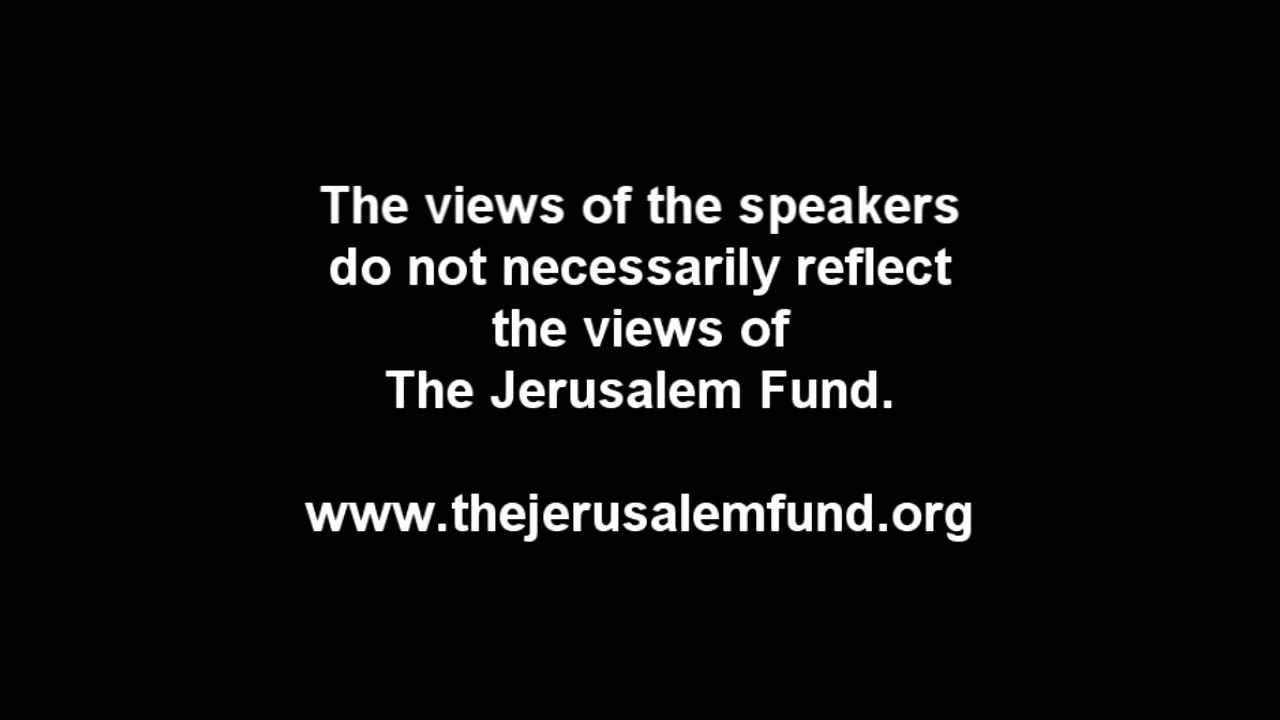 The views of the speakers
do not necessarily reflect
the views of
The Jerusalem Fund.
www.thejerusalemfund.org